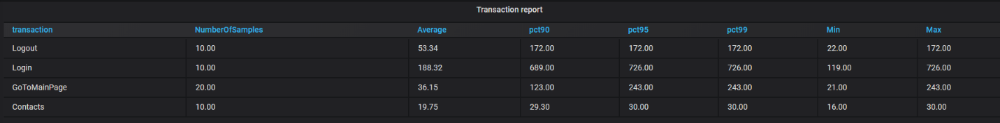 Transaction report
transaction NumberOfSamples Average pct90 pct95 pct99 Min Max
Logout 10.00 53.34 172.00 172.00 172.00 22.00 172.00
Login 10.00 188.32 689.00 726.00 726.00 119.00 726.00
GoToMainPage 20.00 36.15 123.00 243.00 243.00 21.00 243.00
Contacts 10.00 19.75 29.30 30.00 30.00 16.00 30.00